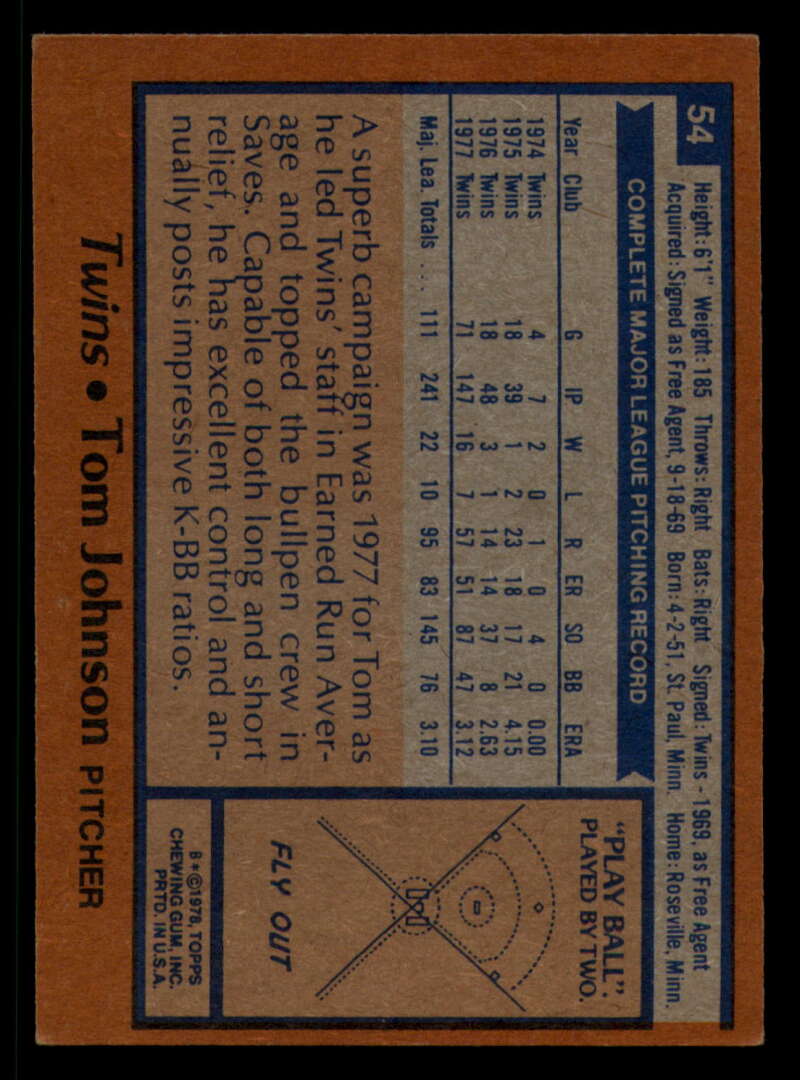 54
Height: 6'1" Weight: 185 Throws: Right Bats: Right Signed: Twins - 1969, as Free Agent
Acquired: Signed as Free Agent, 9-18-69 Born: 4-2-51, St. Paul, Minn. Home: Roseville, Minn.
COMPLETE MAJOR LEAGUE PITCHING RECORD
Year Club G IP W L R ER SO BB ERA
1974 Twins 4 7 2 0 1 0 4 0 0.00
1975 Twins 18 39 1 2 23 18 17 21 4.15
1976 Twins 18 48 3 1 14 14 37 8 2.63
1977 Twins 71 147 16 7 57 51 87 47 3.12
Maj. Lea. Totals ... 111 241 22 10 95 83 145 76 3.10
A superb campaign was 1977 for Tom as
he led Twins' staff in Earned Run Aver-
age and topped the bullpen crew in
Saves. Capable of both long and short
relief, he has excellent control and an-
nually posts impressive K-BB ratios.
"PLAY BALL":
PLAYED BY TWO.
FLY OUT
B★©1978, TOPPS
CHEWING GUM, INC.
PRTD. IN U.S.A.
Twins • Tom Johnson PITCHER